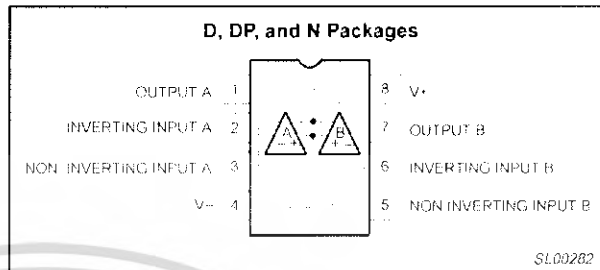 D, DP, and N Packages
OUTPUT A 1
8 V+
INVERTING INPUT A 2
A
− +
B
+ −
7 OUTPUT B
NON INVERTING INPUT A 3
6 INVERTING INPUT B
V− 4
5 NON INVERTING INPUT B
SL00282